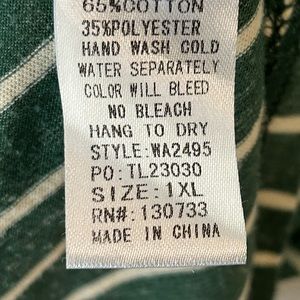 65%COTTON
35%POLYESTER
HAND WASH COLD
WATER SEPARATELY
COLOR WILL BLEED
NO BLEACH
HANG TO DRY
STYLE:WA2495
PO:TL23030
SIZE:1XL
RN#:130733
MADE IN CHINA